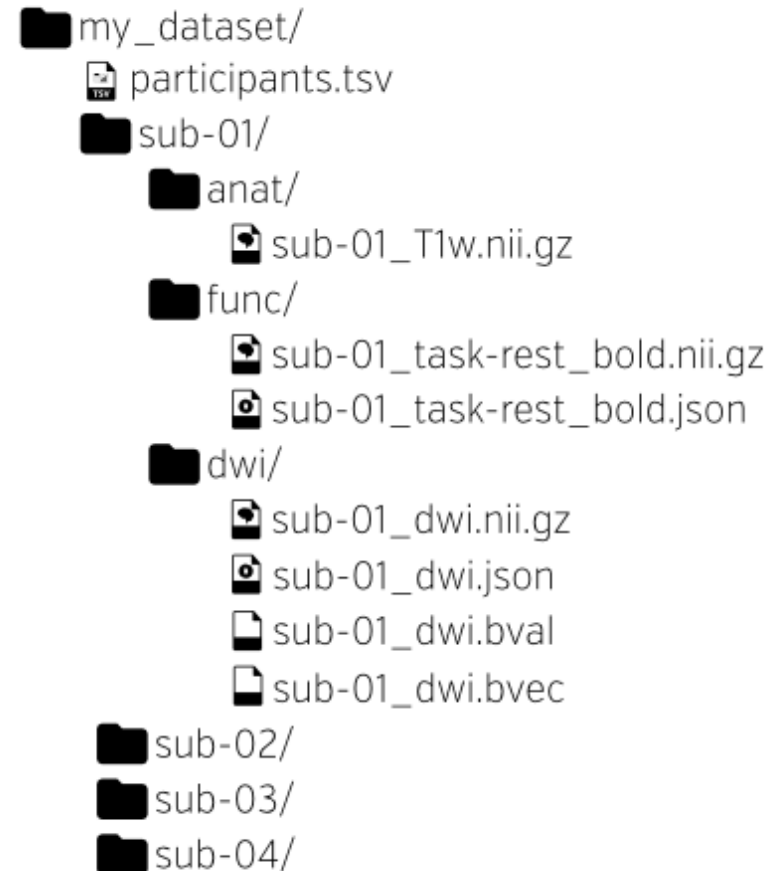 my_dataset/
participants.tsv
sub-01/
anat/
sub-01_T1w.nii.gz
func/
sub-01_task-rest_bold.nii.gz
sub-01_task-rest_bold.json
dwi/
sub-01_dwi.nii.gz
sub-01_dwi.json
sub-01_dwi.bval
sub-01_dwi.bvec
sub-02/
sub-03/
sub-04/